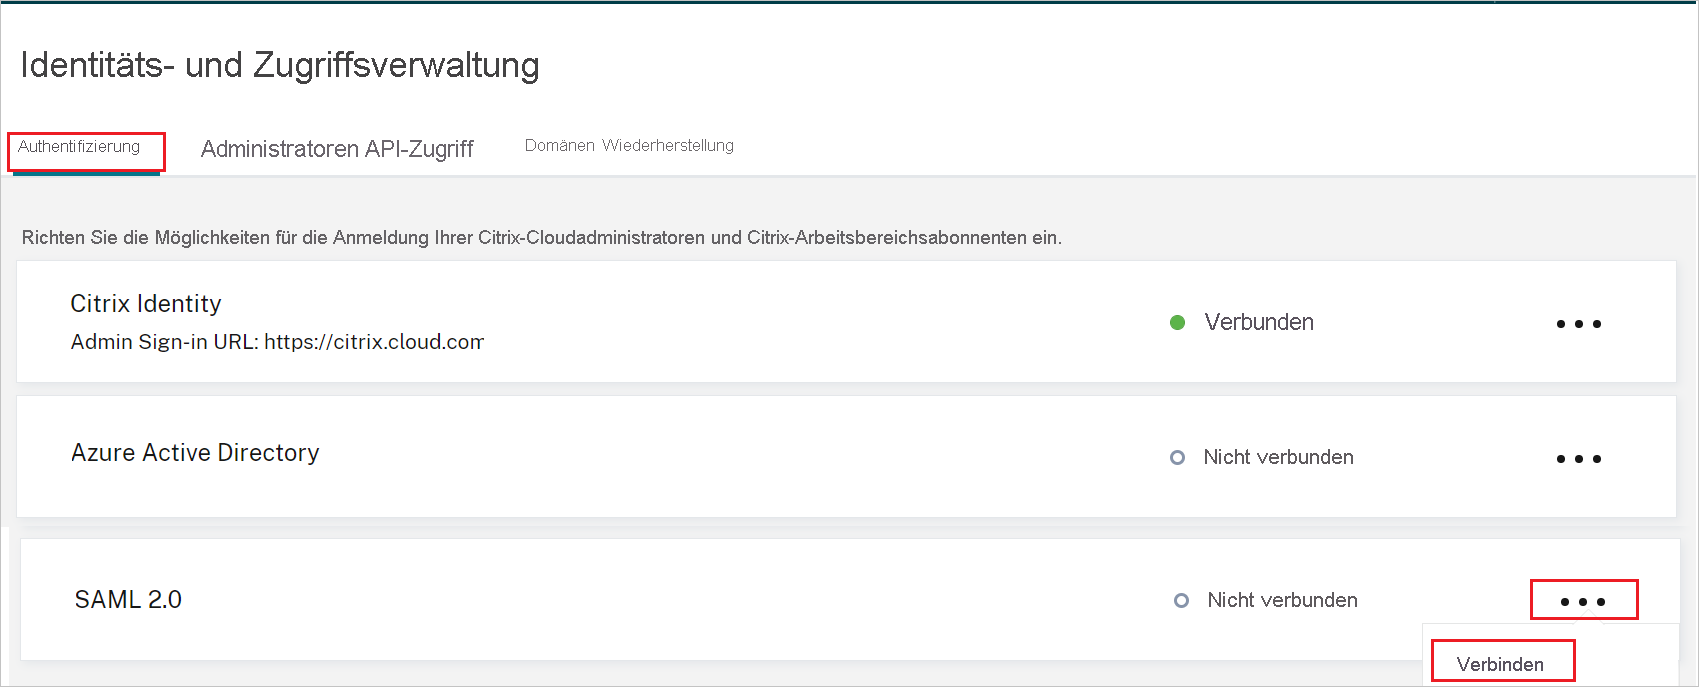 Identitäts- und Zugriffsverwaltung
Authentifizierung Administratoren API-Zugriff Domänen Wiederherstellung
Richten Sie die Möglichkeiten für die Anmeldung Ihrer Citrix-Cloudadministratoren und Citrix-Arbeitsbereichsabonnenten ein.
Citrix Identity
Admin Sign-in URL: https://citrix.cloud.com
Verbunden
Azure Active Directory
Nicht verbunden
SAML 2.0
Nicht verbunden
Verbinden